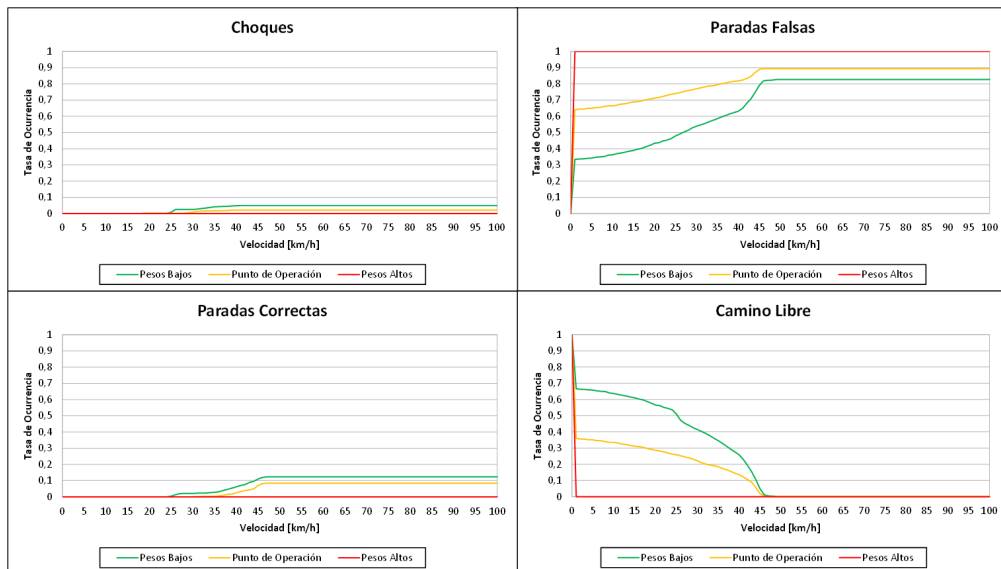 Choques
Tasa de Ocurrencia
1
0,9
0,8
0,7
0,6
0,5
0,4
0,3
0,2
0,1
0
0 5 10 15 20 25 30 35 40 45 50 55 60 65 70 75 80 85 90 95 100
Velocidad [km/h]
Pesos Bajos Punto de Operación Pesos Altos
Paradas Falsas
Tasa de Ocurrencia
1
0,9
0,8
0,7
0,6
0,5
0,4
0,3
0,2
0,1
0
0 5 10 15 20 25 30 35 40 45 50 55 60 65 70 75 80 85 90 95 100
Velocidad [km/h]
Pesos Bajos Punto de Operación Pesos Altos
Paradas Correctas
Tasa de Ocurrencia
1
0,9
0,8
0,7
0,6
0,5
0,4
0,3
0,2
0,1
0
0 5 10 15 20 25 30 35 40 45 50 55 60 65 70 75 80 85 90 95 100
Velocidad [km/h]
Pesos Bajos Punto de Operación Pesos Altos
Camino Libre
Tasa de Ocurrencia
1
0,9
0,8
0,7
0,6
0,5
0,4
0,3
0,2
0,1
0
0 5 10 15 20 25 30 35 40 45 50 55 60 65 70 75 80 85 90 95 100
Velocidad [km/h]
Pesos Bajos Punto de Operación Pesos Altos